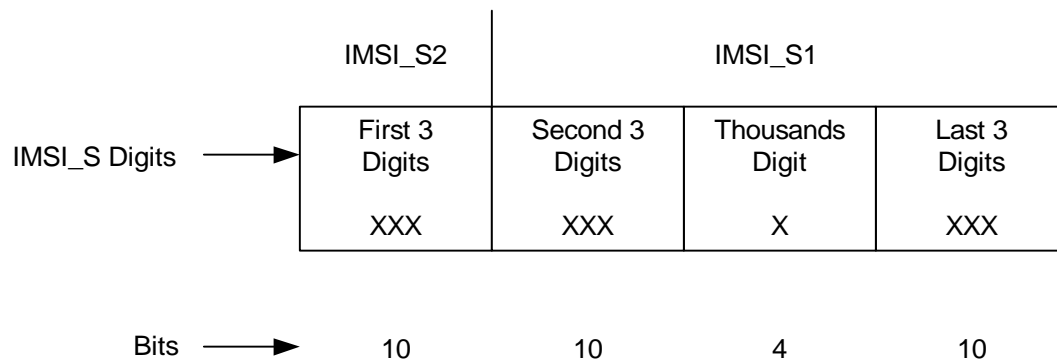 IMSI_S2 IMSI_S1
IMSI_S Digits
First 3
Digits
XXX
Second 3
Digits
XXX
Thousands
Digit
X
Last 3
Digits
XXX
Bits 10 10 4 10